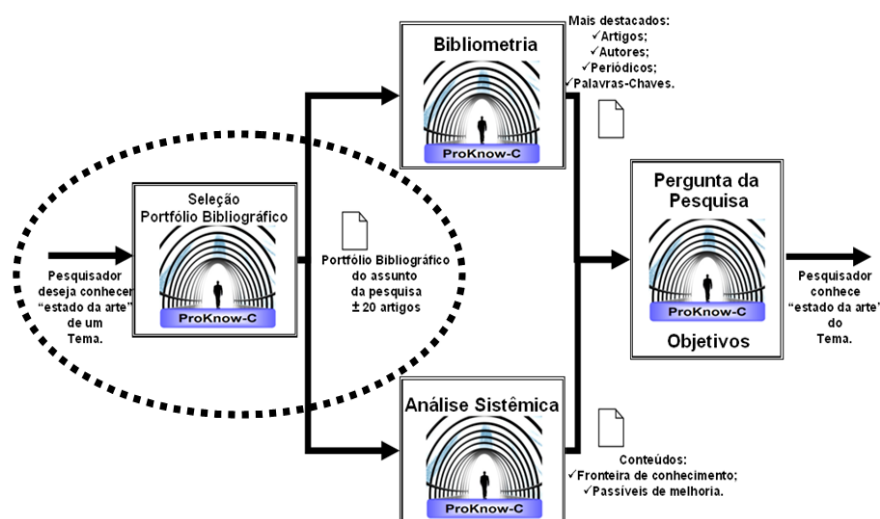 Pesquisador
deseja conhecer
“estado da arte”
de um
Tema.
Seleção
Portfólio Bibliográfico
ProKnow-C
Portfólio Bibliográfico
do assunto
da pesquisa
± 20 artigos
Bibliometria
ProKnow-C
Mais destacados:
✓Artigos;
✓Autores;
✓Periódicos;
✓Palavras-Chaves.
Análise Sistêmica
ProKnow-C
Conteúdos:
✓Fronteira de conhecimento;
✓Passíveis de melhoria.
Pergunta da
Pesquisa
ProKnow-C
Objetivos
Pesquisador
conhece
“estado da arte”
do
Tema.